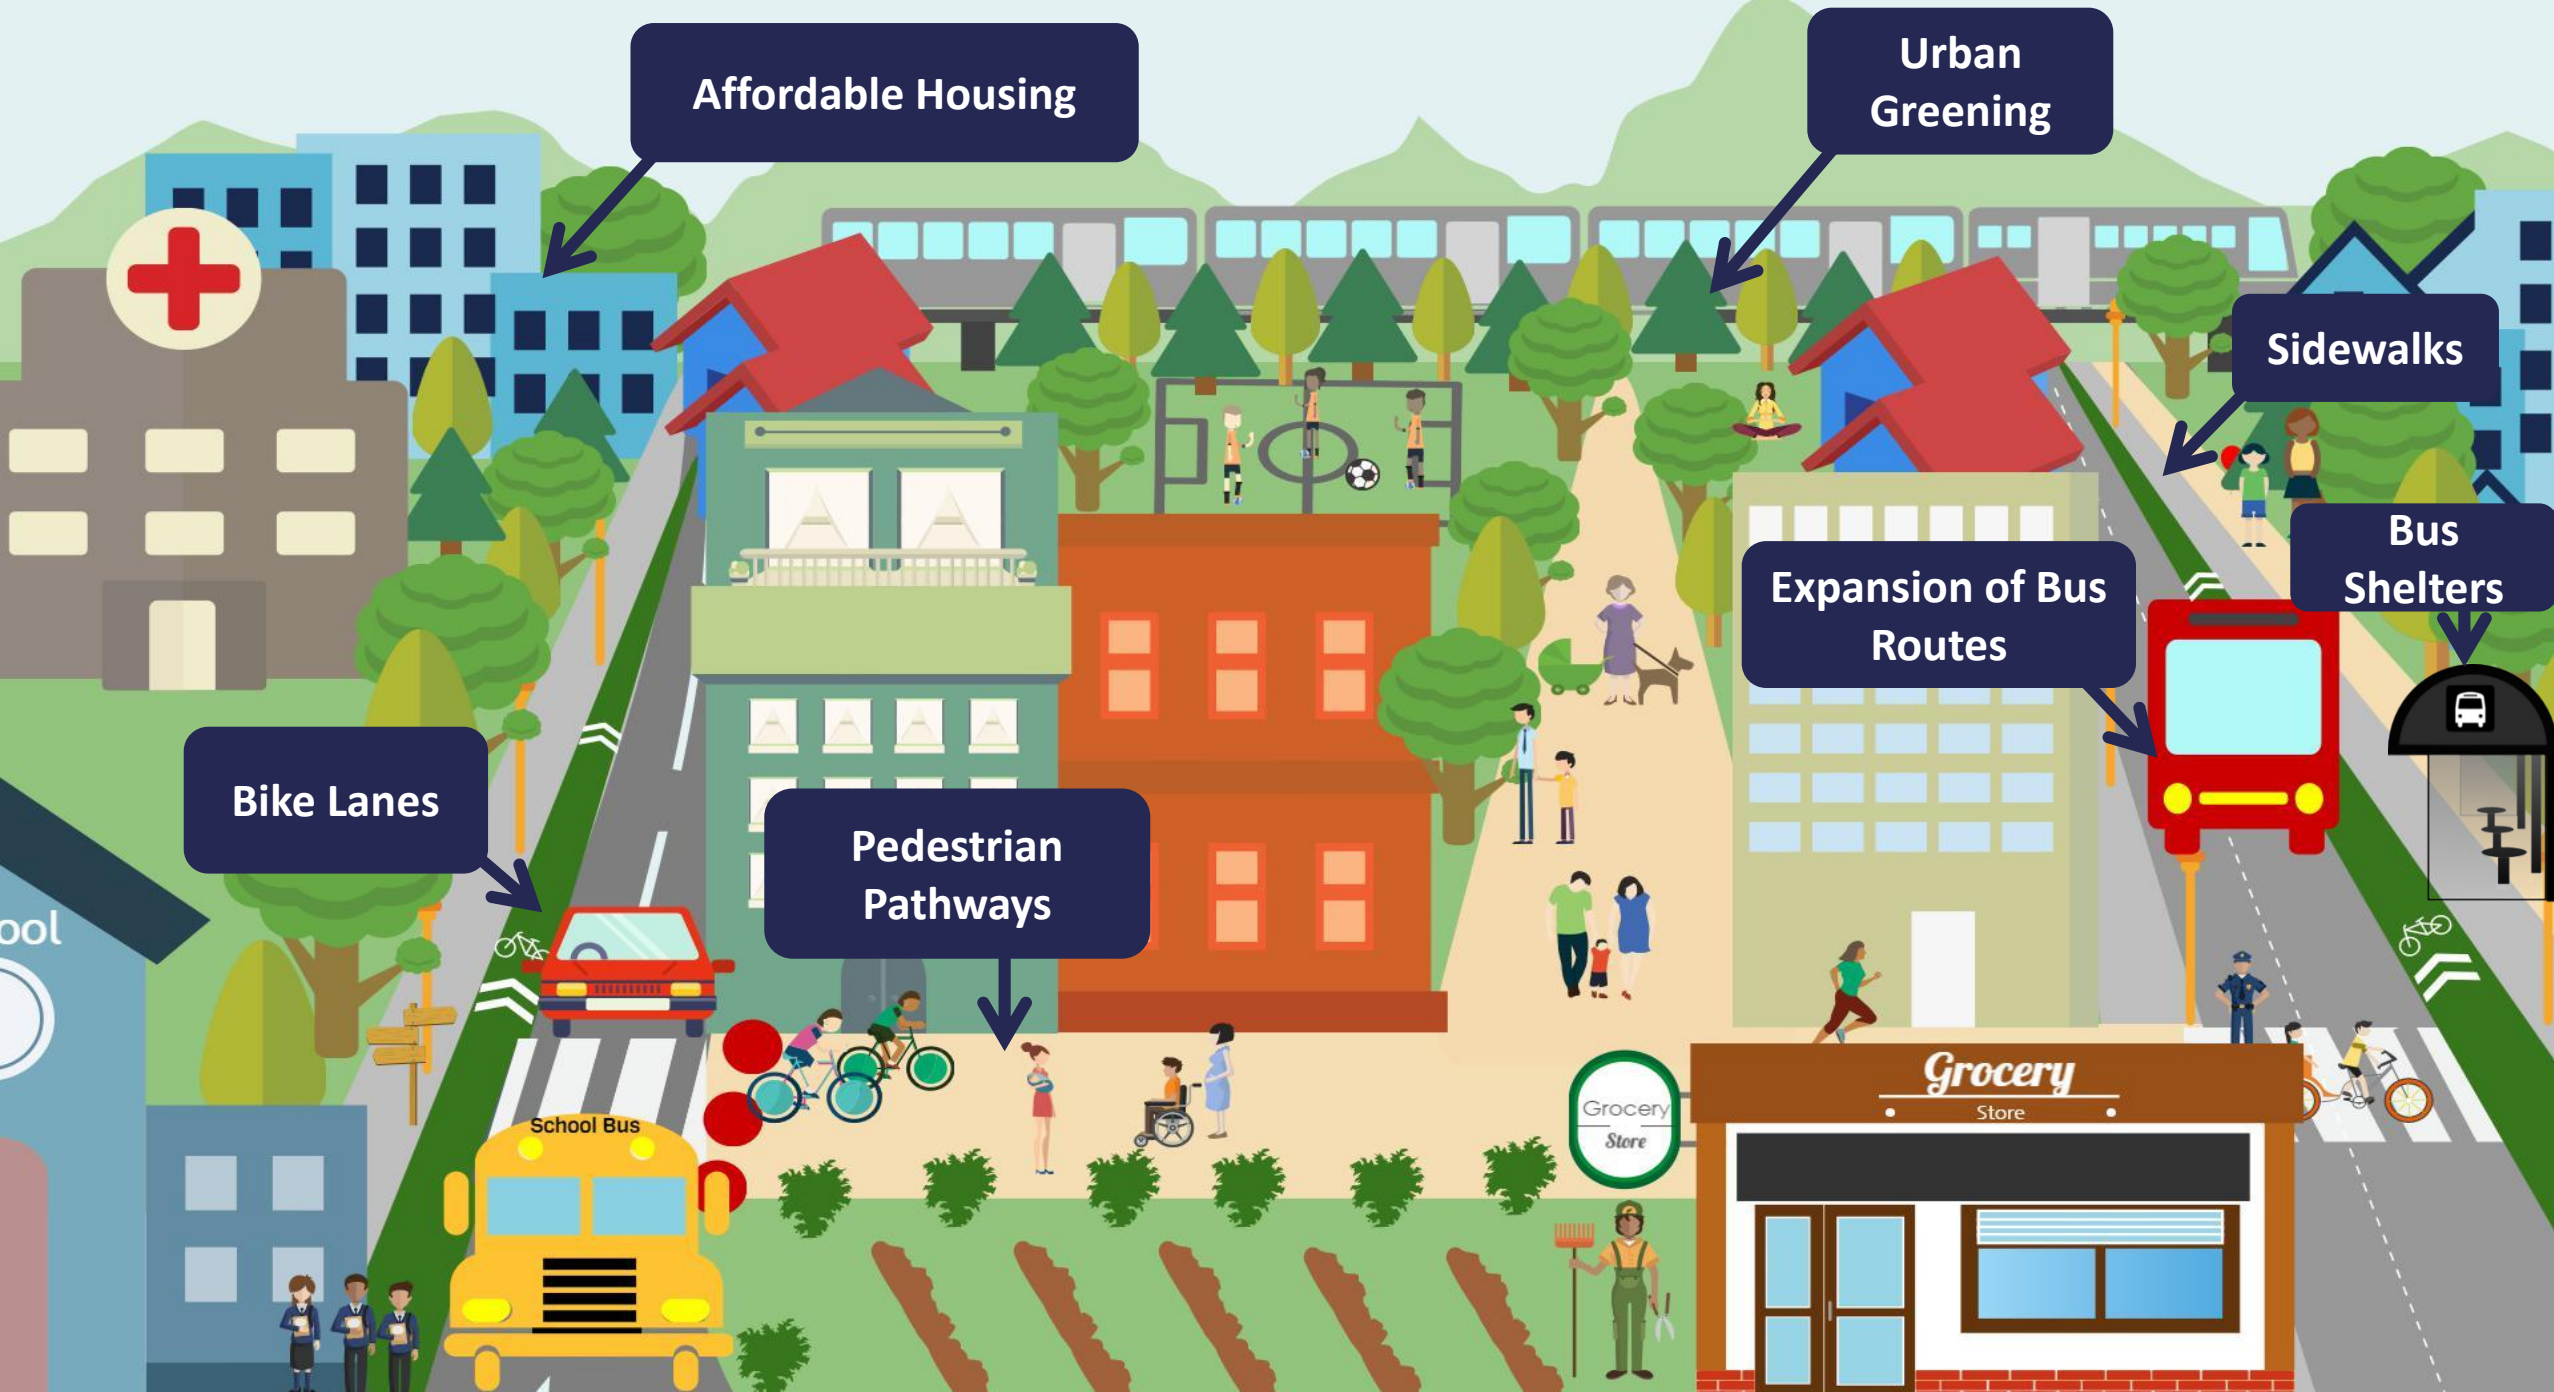 Affordable Housing
Urban
Greening
Sidewalks
Bus
Shelters
Expansion of Bus
Routes
Bike Lanes
Pedestrian
Pathways
ool
School Bus
Grocery
Store
Grocery
Store